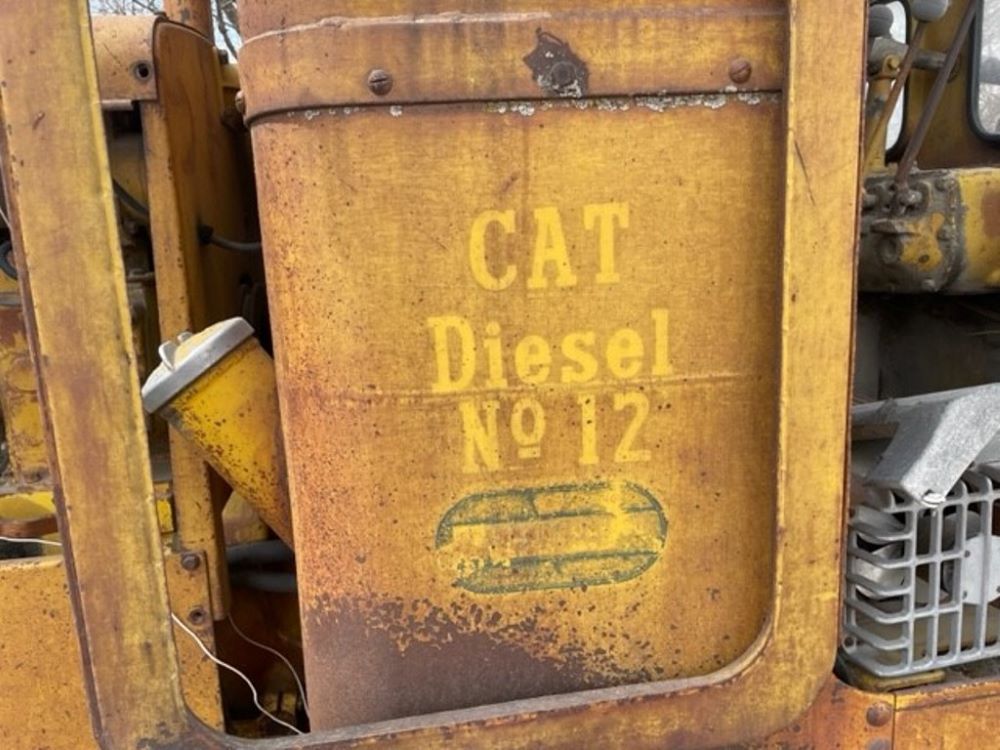 CAT
Diesel
Nº 12